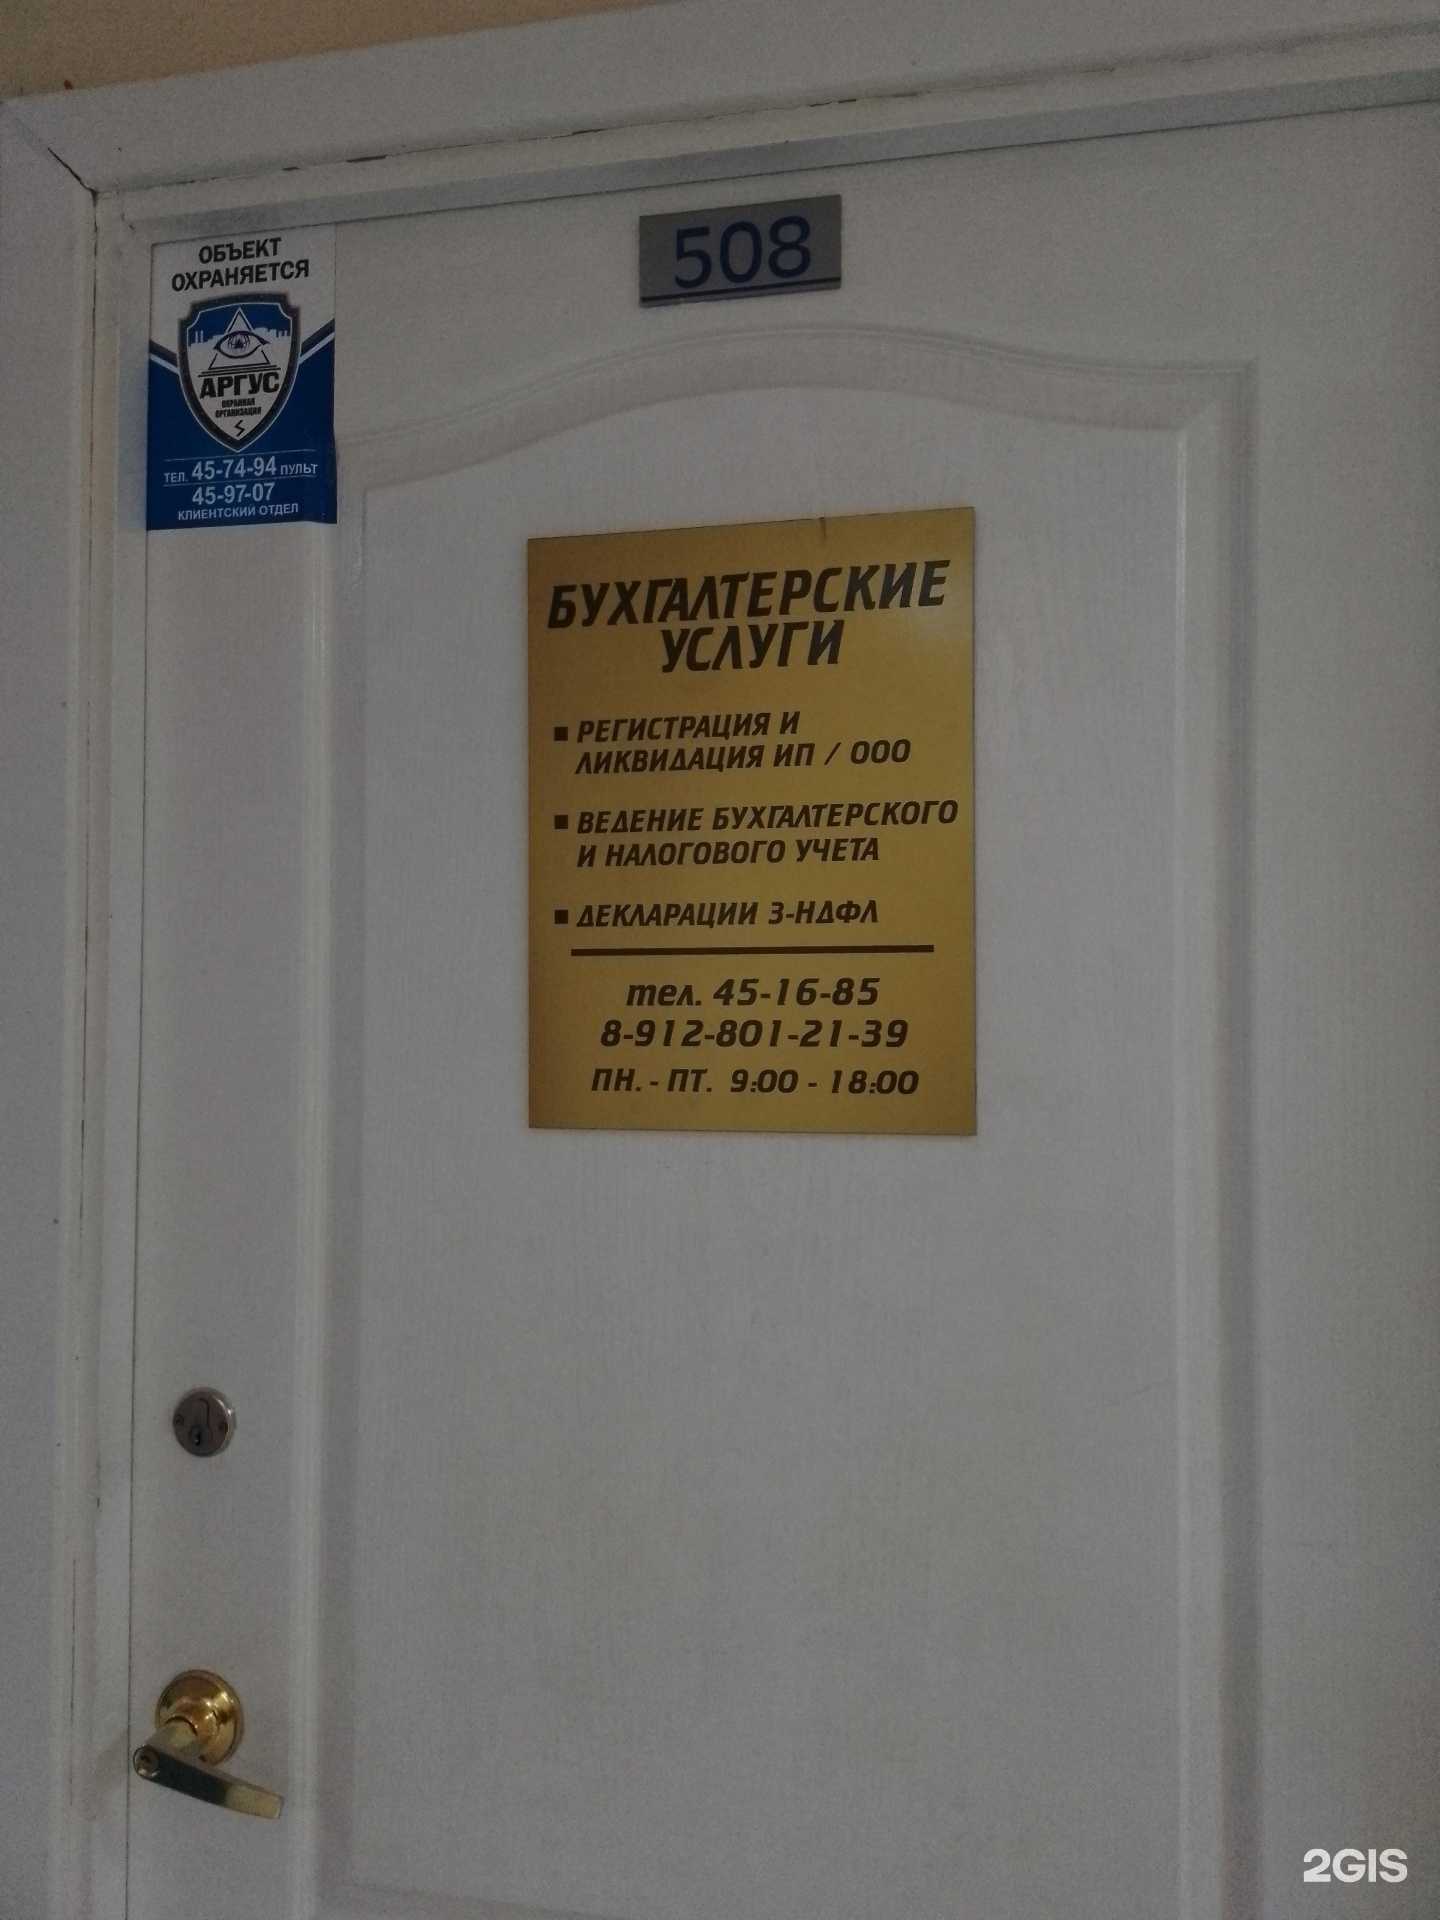 508
ОБЪЕКТ
ОХРАНЯЕТСЯ
АРГУС
ОХРАННАЯ
ОРГАНИЗАЦИЯ
ТЕЛ. 45-74-94 ПУЛЬТ
45-97-07
КЛИЕНТСКИЙ ОТДЕЛ
БУХГАЛТЕРСКИЕ
УСЛУГИ
▪ РЕГИСТРАЦИЯ И
ЛИКВИДАЦИЯ ИП / ООО
▪ ВЕДЕНИЕ БУХГАЛТЕРСКОГО
И НАЛОГОВОГО УЧЕТА
▪ ДЕКЛАРАЦИИ 3-НДФЛ
тел. 45-16-85
8-912-801-21-39
ПН. - ПТ. 9:00 - 18:00
2GIS